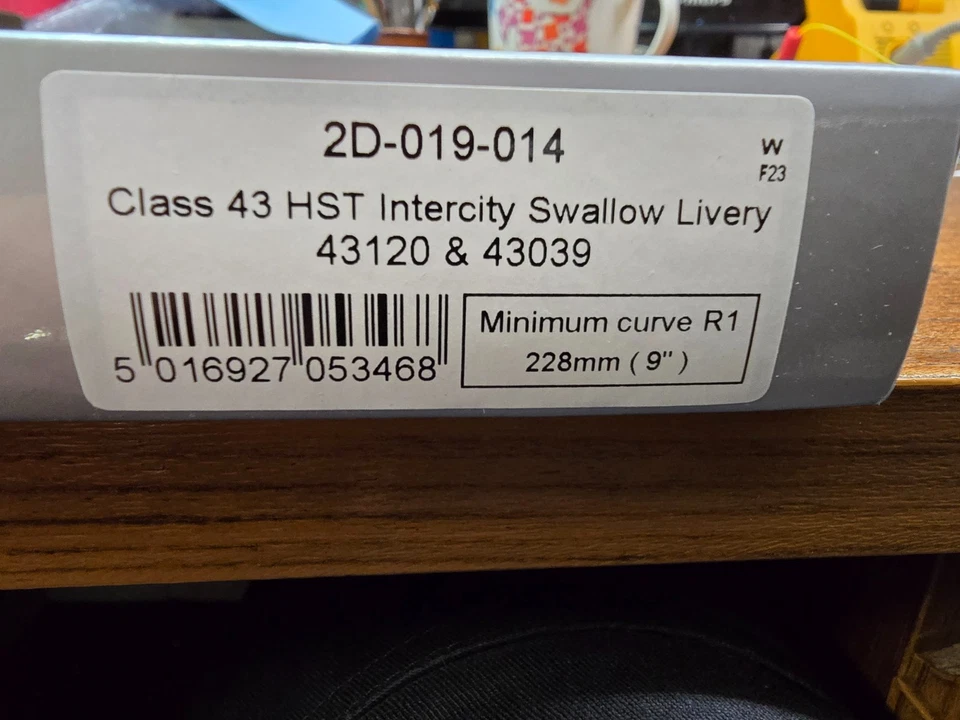 2D-019-014
W
F23
Class 43 HST Intercity Swallow Livery
43120 & 43039
Minimum curve R1
228mm ( 9" )
5 016927 053468